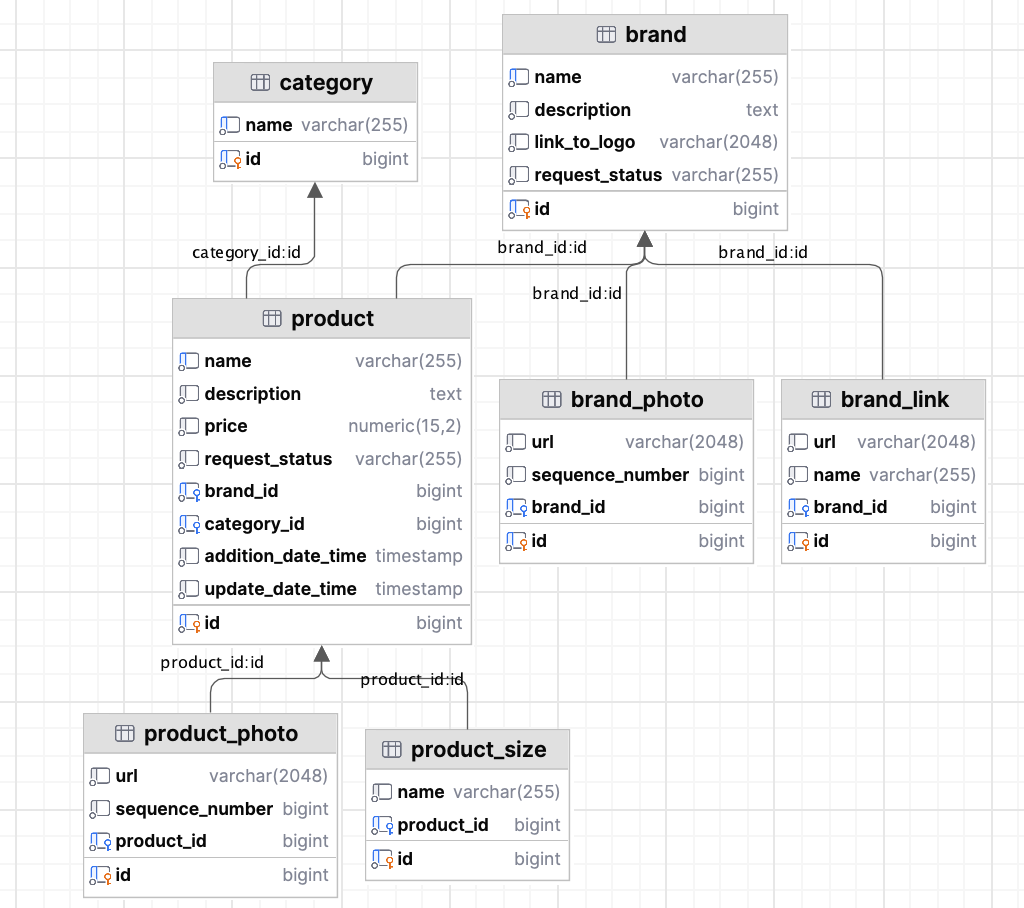 brand
name varchar(255)
description text
link_to_logo varchar(2048)
request_status varchar(255)
id bigint
category
name varchar(255)
id bigint
category_id:id
brand_id:id
brand_id:id
brand_id:id
product
name varchar(255)
description text
price numeric(15,2)
request_status varchar(255)
brand_id bigint
category_id bigint
addition_date_time timestamp
update_date_time timestamp
id bigint
brand_photo
url varchar(2048)
sequence_number bigint
brand_id bigint
id bigint
brand_link
url varchar(2048)
name varchar(255)
brand_id bigint
id bigint
product_id:id
product_id:id
product_photo
url varchar(2048)
sequence_number bigint
product_id bigint
id bigint
product_size
name varchar(255)
product_id bigint
id bigint